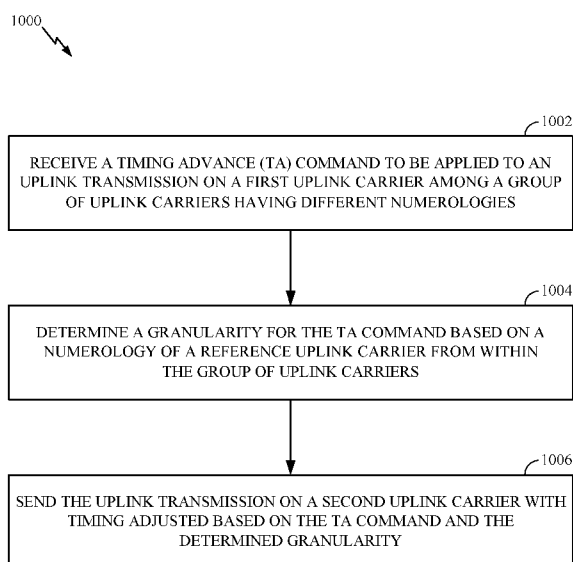 1000
1002
RECEIVE A TIMING ADVANCE (TA) COMMAND TO BE APPLIED TO AN
UPLINK TRANSMISSION ON A FIRST UPLINK CARRIER AMONG A GROUP
OF UPLINK CARRIERS HAVING DIFFERENT NUMEROLOGIES
1004
DETERMINE A GRANULARITY FOR THE TA COMMAND BASED ON A
NUMEROLOGY OF A REFERENCE UPLINK CARRIER FROM WITHIN
THE GROUP OF UPLINK CARRIERS
1006
SEND THE UPLINK TRANSMISSION ON A SECOND UPLINK CARRIER WITH
TIMING ADJUSTED BASED ON THE TA COMMAND AND THE
DETERMINED GRANULARITY